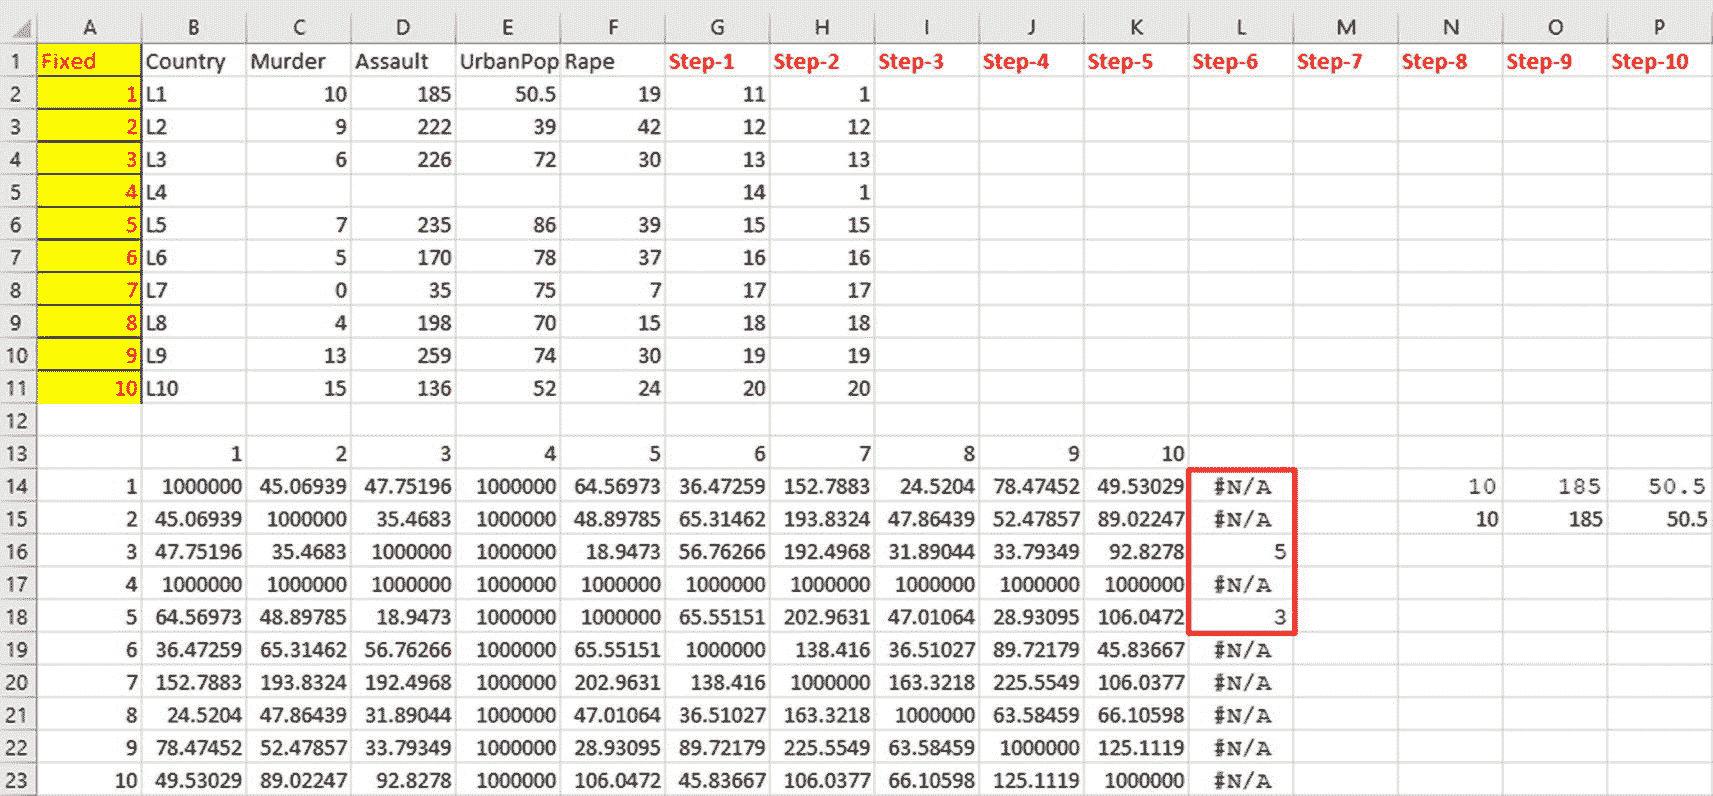 A B C D E F G H I J K L M N O P
1 Fixed Country Murder Assault UrbanPop Rape Step-1 Step-2 Step-3 Step-4 Step-5 Step-6 Step-7 Step-8 Step-9 Step-10
2 1 L1 10 185 50.5 19 11 1
3 2 L2 9 222 39 42 12 12
4 3 L3 6 226 72 30 13 13
5 4 L4 14 1
6 5 L5 7 235 86 39 15 15
7 6 L6 5 170 78 37 16 16
8 7 L7 0 35 75 7 17 17
9 8 L8 4 198 70 15 18 18
10 9 L9 13 259 74 30 19 19
11 10 L10 15 136 52 24 20 20
12
13 1 2 3 4 5 6 7 8 9 10
14 1 1000000 45.06939 47.75196 1000000 64.56973 36.47259 152.7883 24.5204 78.47452 49.53029 #N/A 10 185 50.5
15 2 45.06939 1000000 35.4683 1000000 48.89785 65.31462 193.8324 47.86439 52.47857 89.02247 #N/A 10 185 50.5
16 3 47.75196 35.4683 1000000 1000000 18.9473 56.76266 192.4968 31.89044 33.79349 92.8278 5
17 4 1000000 1000000 1000000 1000000 1000000 1000000 1000000 1000000 1000000 1000000 #N/A
18 5 64.56973 48.89785 18.9473 1000000 1000000 65.55151 202.9631 47.01064 28.93095 106.0472 3
19 6 36.47259 65.31462 56.76266 1000000 65.55151 1000000 138.416 36.51027 89.72179 45.83667 #N/A
20 7 152.7883 193.8324 192.4968 1000000 202.9631 138.416 1000000 163.3218 225.5549 106.0377 #N/A
21 8 24.5204 47.86439 31.89044 1000000 47.01064 36.51027 163.3218 1000000 63.58459 66.10598 #N/A
22 9 78.47452 52.47857 33.79349 1000000 28.93095 89.72179 225.5549 63.58459 1000000 125.1119 #N/A
23 10 49.53029 89.02247 92.8278 1000000 106.0472 45.83667 106.0377 66.10598 125.1119 1000000 #N/A